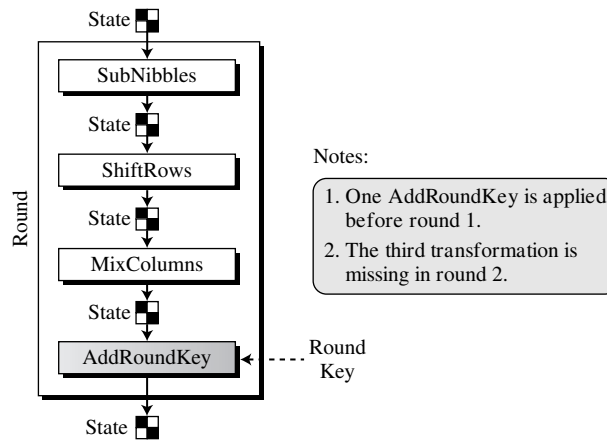 State
SubNibbles
State
ShiftRows
State
MixColumns
State
AddRoundKey
State
Round
Round
Key
Notes:
1. One AddRoundKey is applied
before round 1.
2. The third transformation is
missing in round 2.